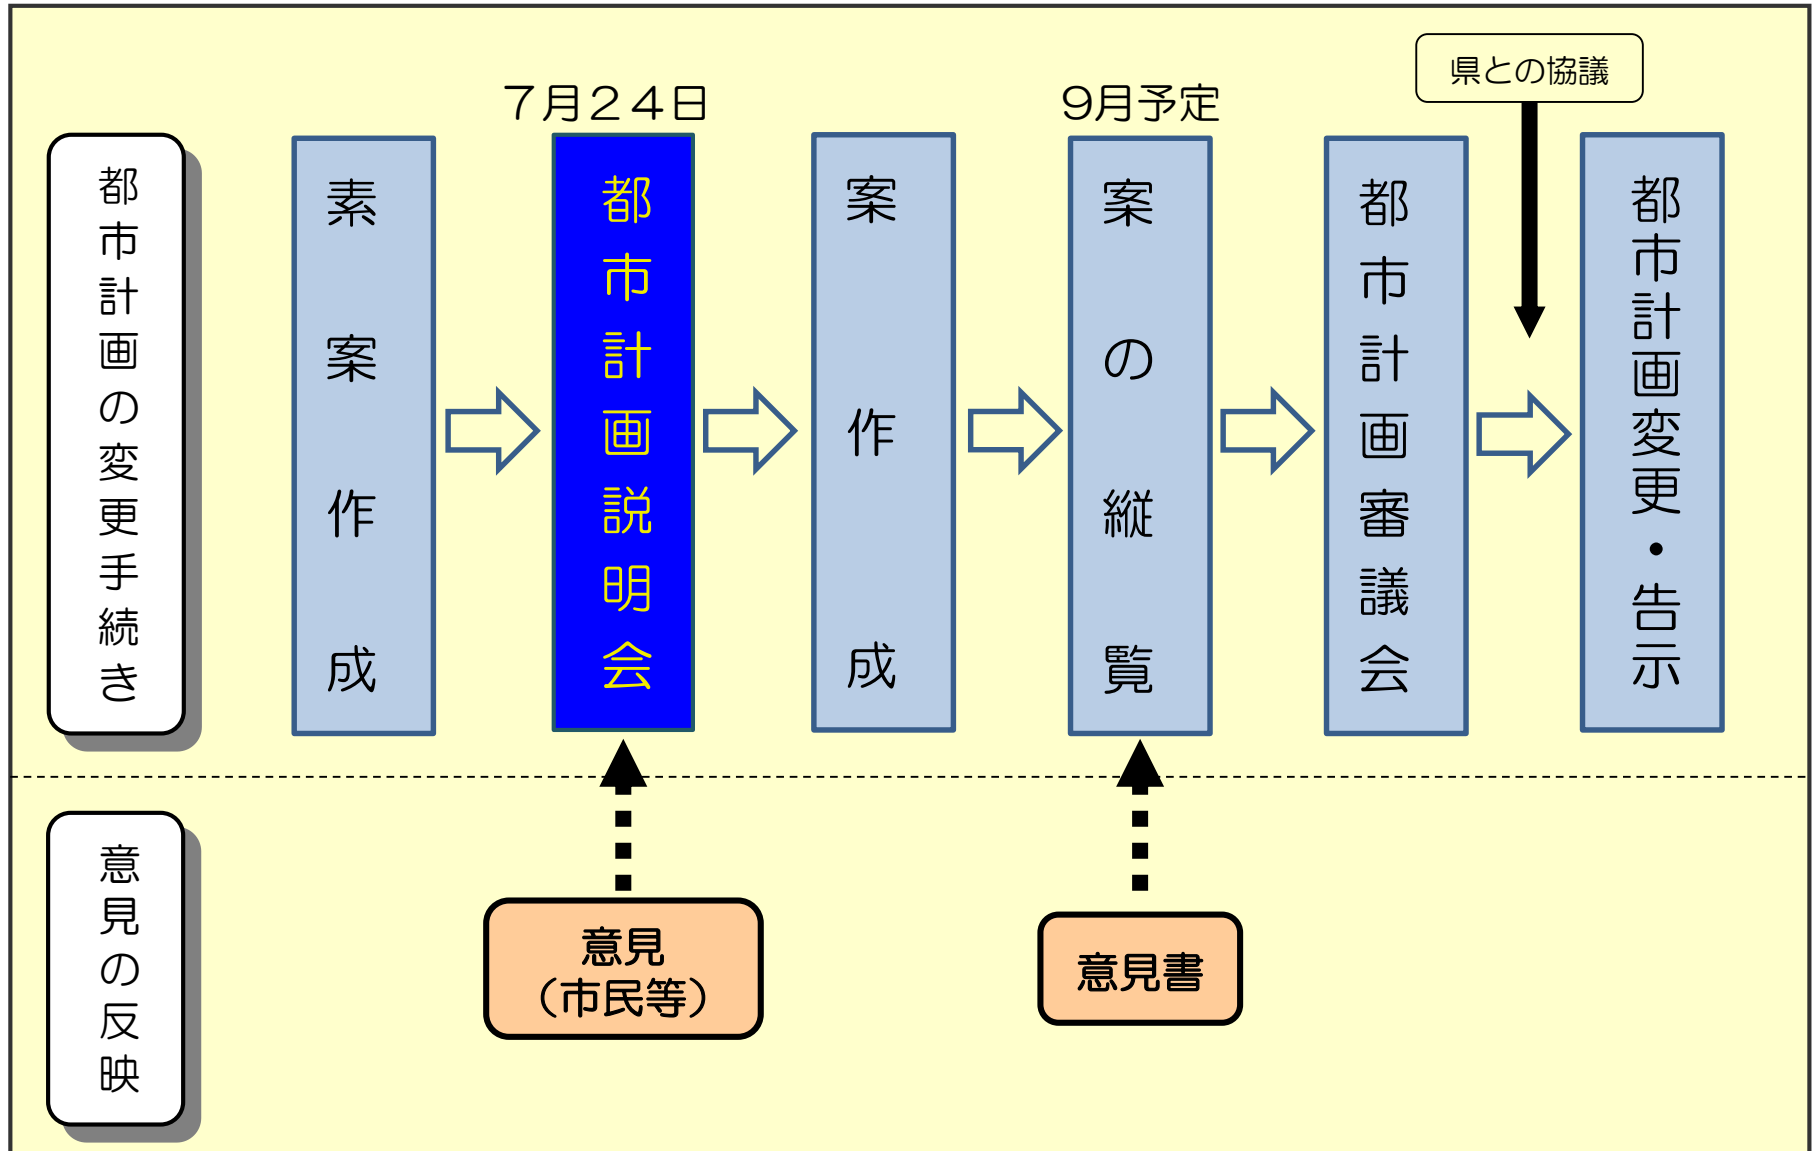 県との協議
７月２４日
９月予定
都市計画の変更手続き
素案作成
都市計画説明会
案作成
案の縦覧
都市計画審議会
都市計画変更・告示
意見の反映
意見
（市民等）
意見書